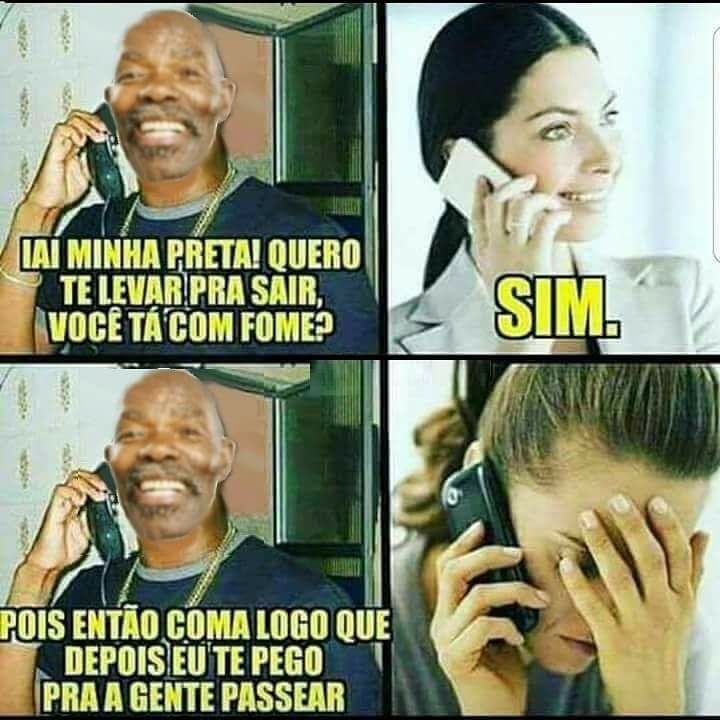 IAI MINHA PRETA! QUERO
TE LEVAR PRA SAIR,
VOCÊ TÁ COM FOME?
SIM.
POIS ENTÃO COMA LOGO QUE
DEPOIS EU TE PEGO
PRA A GENTE PASSEAR